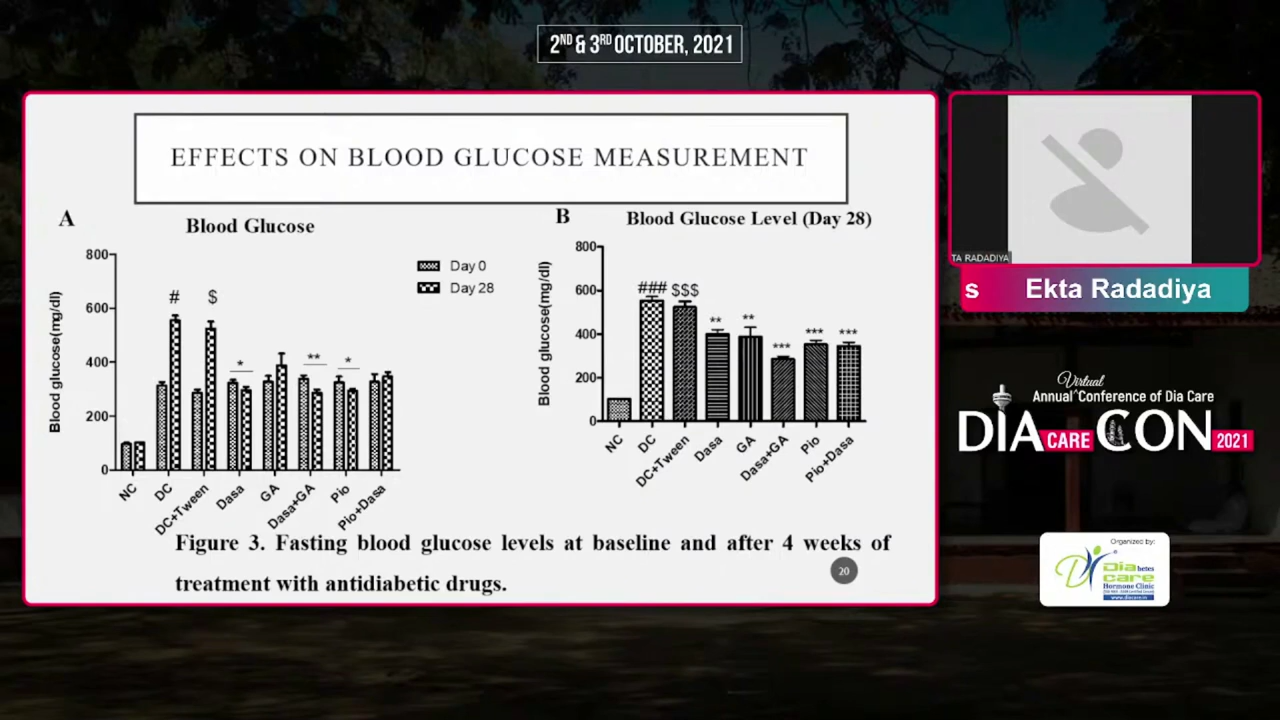 2ND & 3RD OCTOBER, 2021
EFFECTS ON BLOOD GLUCOSE MEASUREMENT
A
Blood Glucose
Blood glucose(mg/dl)
800
600
400
200
0
#
$
*
**
*
Day 0
Day 28
NC
DC
DC+Tween
Dasa
GA
Dasa+GA
Pio
Pio+Dasa
B
Blood Glucose Level (Day 28)
Blood glucose(mg/dl)
800
600
400
200
0
###
$$$
**
**
***
***
***
NC
DC
DC+Tween
Dasa
GA
Dasa+GA
Pio
Pio+Dasa
Figure 3. Fasting blood glucose levels at baseline and after 4 weeks of
treatment with antidiabetic drugs.
20
TA RADADIYA
s
Ekta Radadiya
Virtual
Annual ^ Conference of Dia Care
DIA CARE CON 2021
Organized by:
Diabetes
care
Hormone Clinic
www.diacare.in